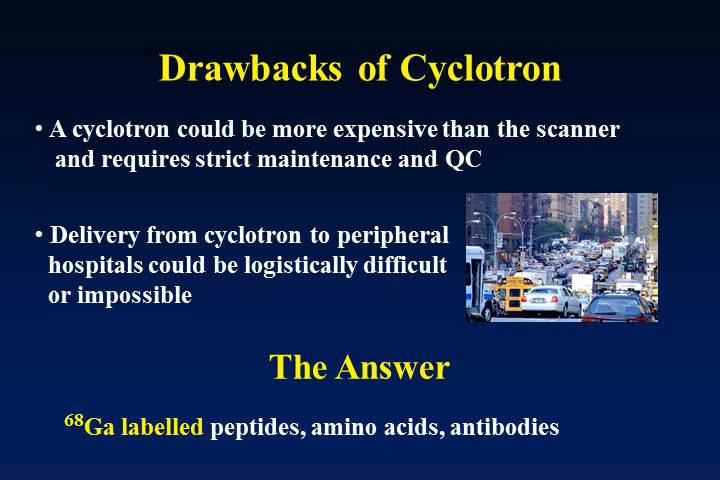 Drawbacks of Cyclotron
• A cyclotron could be more expensive than the scanner
and requires strict maintenance and QC
• Delivery from cyclotron to peripheral
hospitals could be logistically difficult
or impossible
The Answer
⁶⁸Ga labelled peptides, amino acids, antibodies